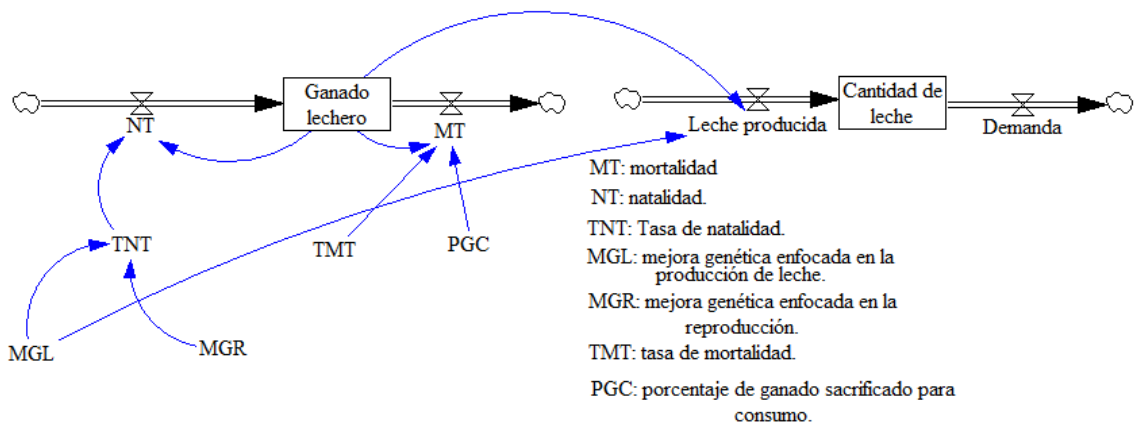 Ganado
lechero
NT
MT
Leche producida
Cantidad de
leche
Demanda
TNT
TMT
PGC
MGL
MGR
MT: mortalidad
NT: natalidad.
TNT: Tasa de natalidad.
MGL: mejora genética enfocada en la
producción de leche.
MGR: mejora genética enfocada en la
reproducción.
TMT: tasa de mortalidad.
PGC: porcentaje de ganado sacrificado para
consumo.